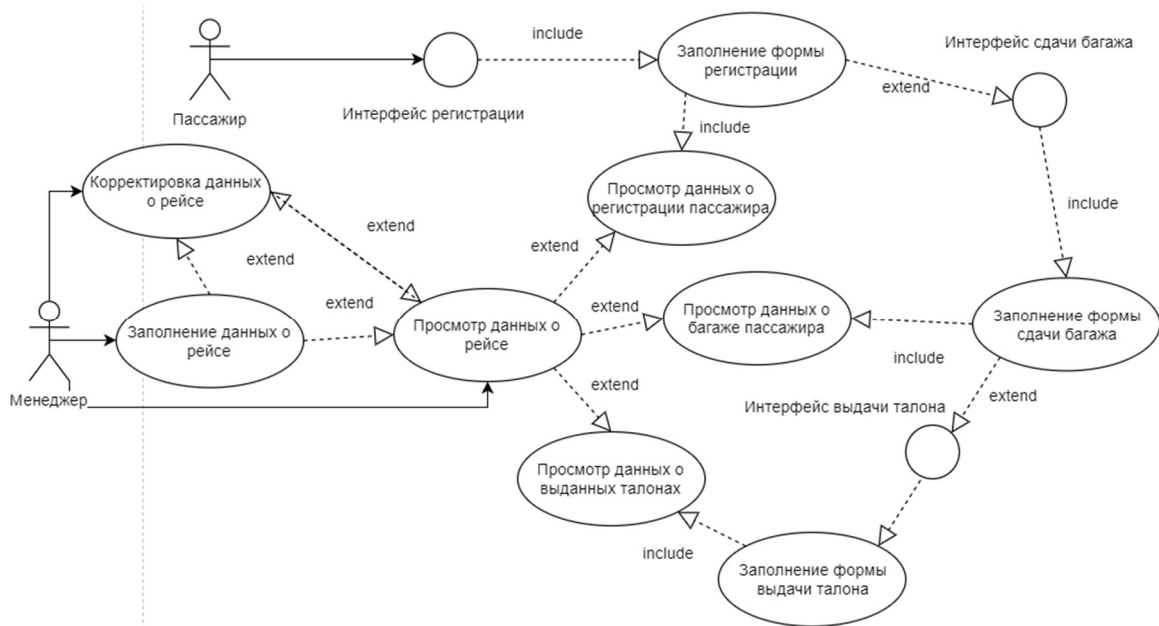 include
Заполнение формы
регистрации
Интерфейс сдачи багажа
extend
Пассажир
Интерфейс регистрации
include
Корректировка данных
о рейсе
Просмотр данных о
регистрации пассажира
include
extend
extend
extend
extend
extend
Заполнение данных о
рейсе
Просмотр данных о
рейсе
Просмотр данных о
багаже пассажира
Заполнение формы
сдачи багажа
include
Менеджер
extend
Интерфейс выдачи талона
extend
Просмотр данных о
выданных талонах
include
Заполнение формы
выдачи талона